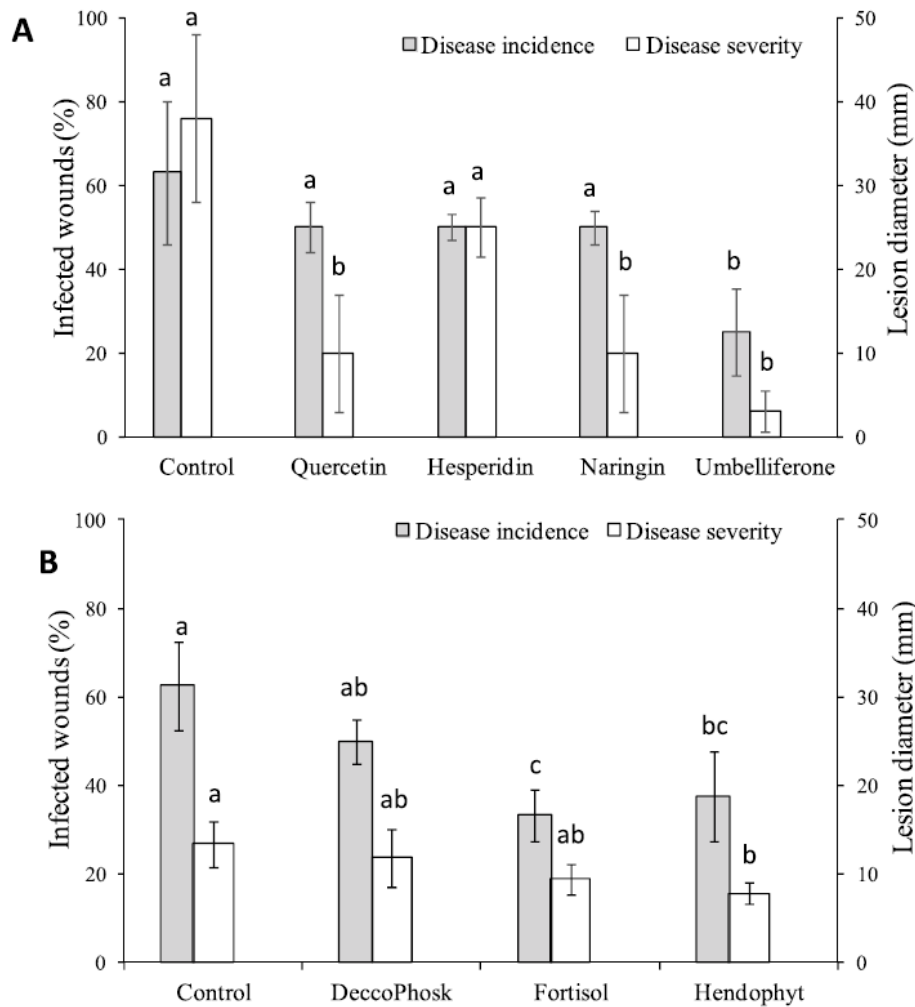 A
Disease incidence Disease severity
Infected wounds (%)
Lesion diameter (mm)
100
80
60
40
20
0
50
40
30
20
10
0
a a a b a a a b b b
Control Quercetin Hesperidin Naringin Umbelliferone
B
Disease incidence Disease severity
Infected wounds (%)
Lesion diameter (mm)
100
80
60
40
20
0
50
40
30
20
10
0
a a ab ab c ab bc b
Control DeccoPhosk Fortisol Hendophyt